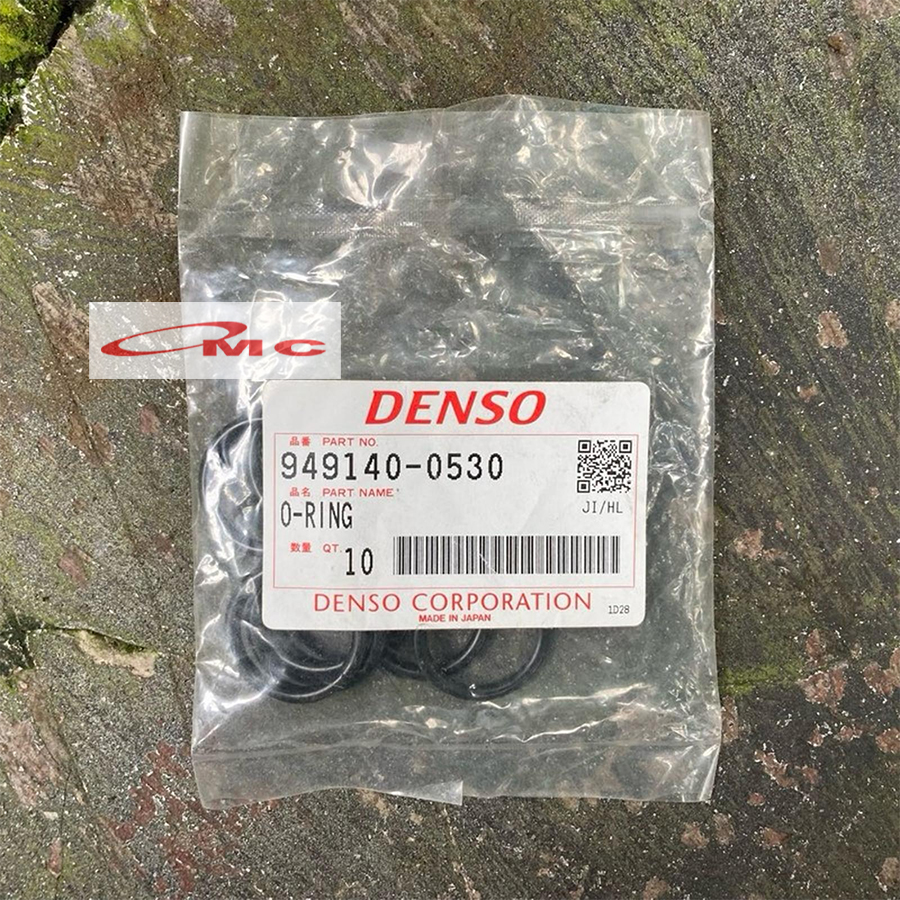 OMC
DENSO
品番 PART NO.
949140-0530
品名 PART NAME
O-RING
JI/HL
数量 QT. 10
DENSO CORPORATION
1D28
MADE IN JAPAN